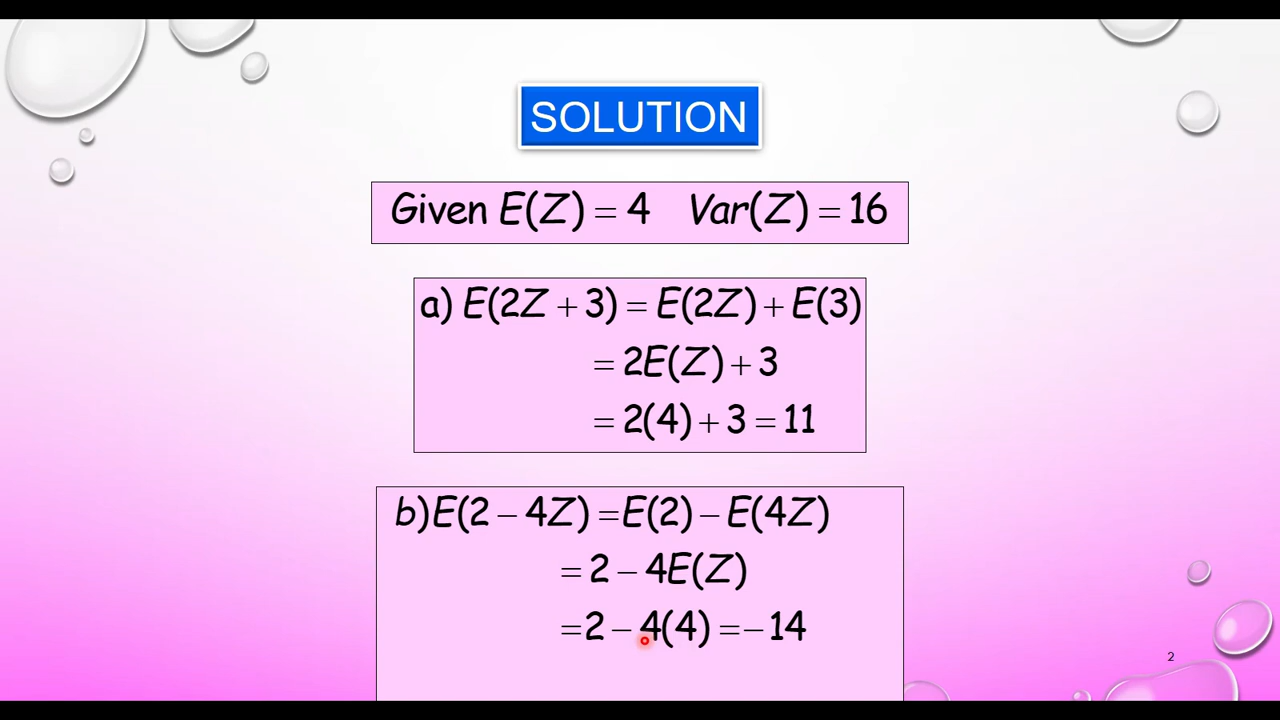 SOLUTION
Given E(Z) = 4 Var(Z) = 16
a) E(2Z + 3) = E(2Z) + E(3)
= 2E(Z) + 3
= 2(4) + 3 = 11
b)E(2 − 4Z) =E(2) − E(4Z)
= 2 − 4E(Z)
=2 − 4(4) =− 14
2